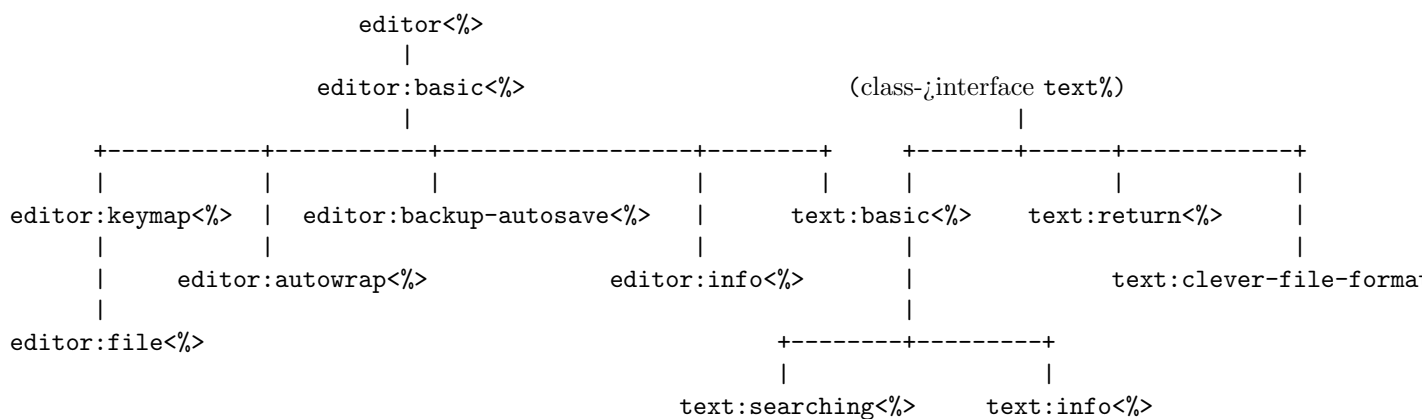 editor<%>
editor:basic<%> (class-¿interface text%)
editor:keymap<%> editor:backup-autosave<%> text:basic<%> text:return<%>
editor:autowrap<%> editor:info<%> text:clever-file-format
editor:file<%>
text:searching<%> text:info<%>